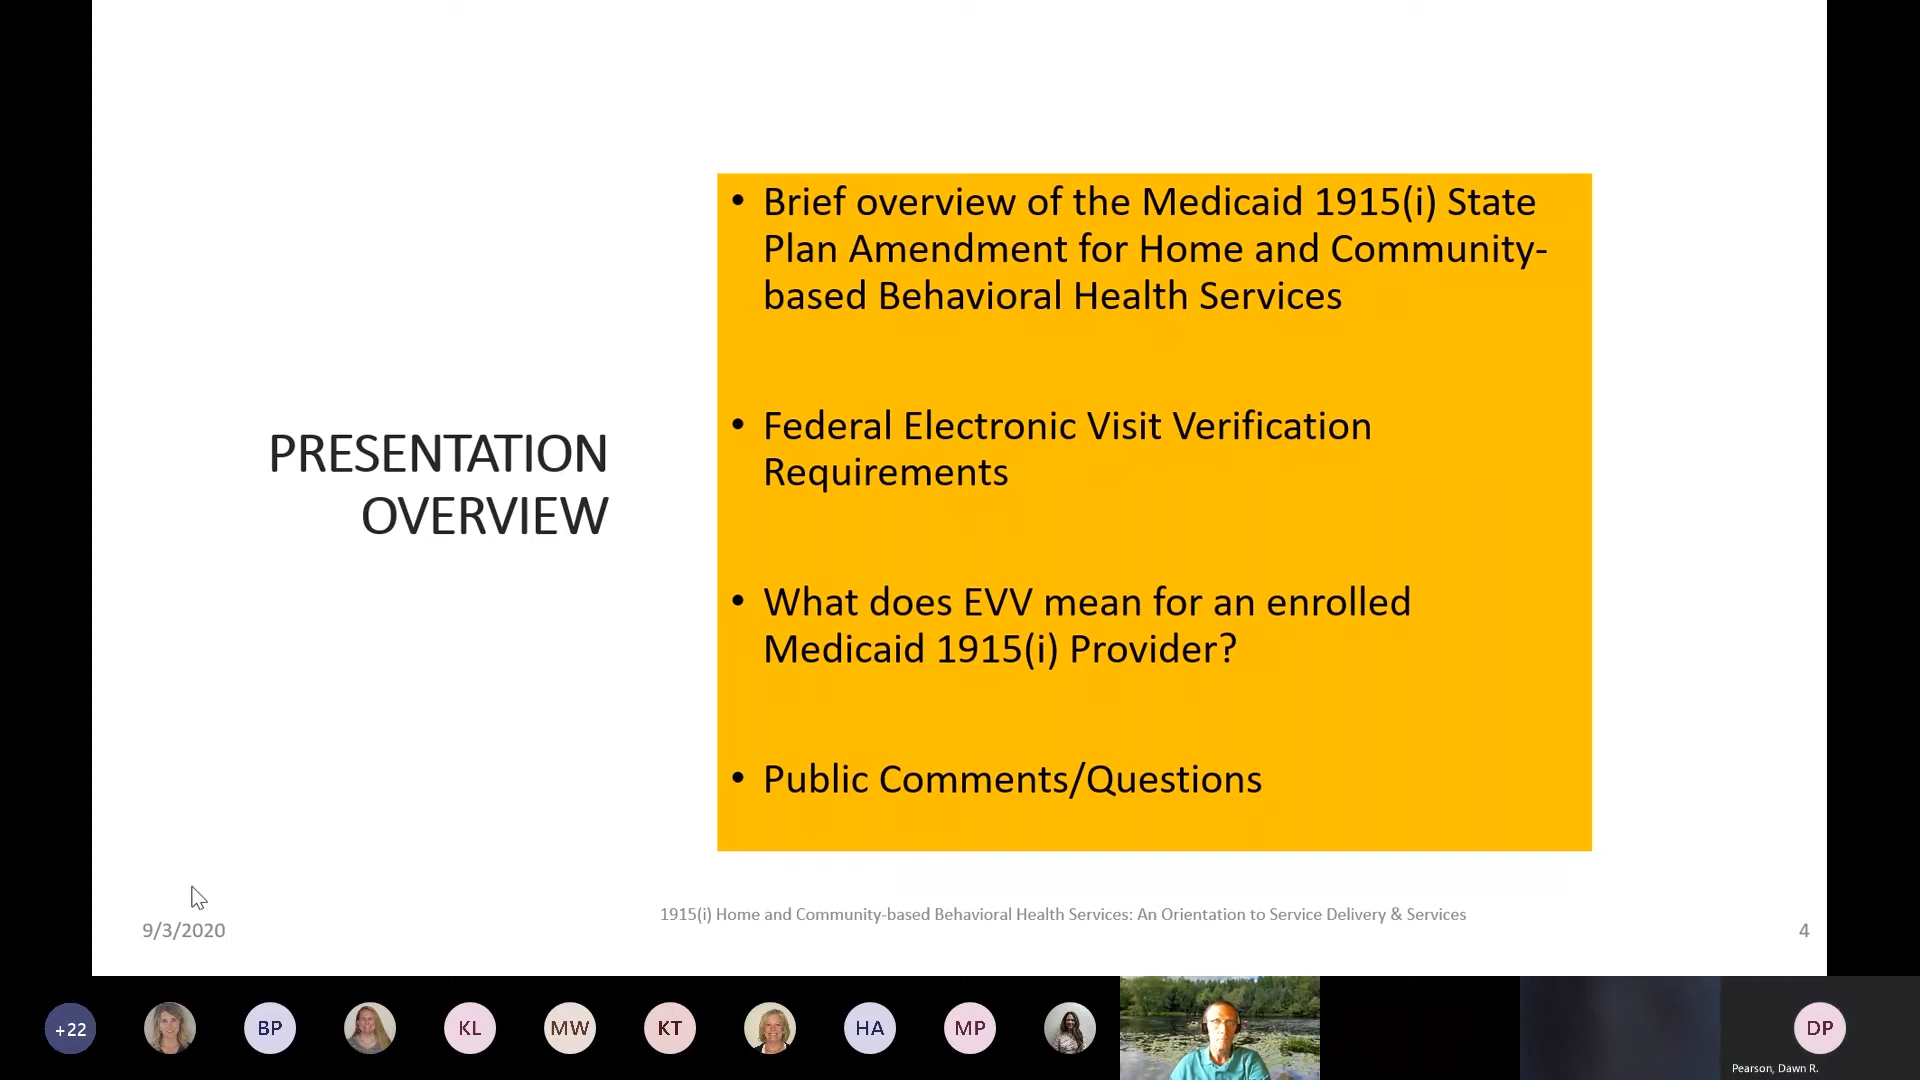 PRESENTATION
OVERVIEW
• Brief overview of the Medicaid 1915(i) State
Plan Amendment for Home and Community-
based Behavioral Health Services
• Federal Electronic Visit Verification
Requirements
• What does EVV mean for an enrolled
Medicaid 1915(i) Provider?
• Public Comments/Questions
9/3/2020
1915(i) Home and Community-based Behavioral Health Services: An Orientation to Service Delivery & Services
4
+22
BP
KL
MW
KT
HA
MP
DP
Pearson, Dawn R.